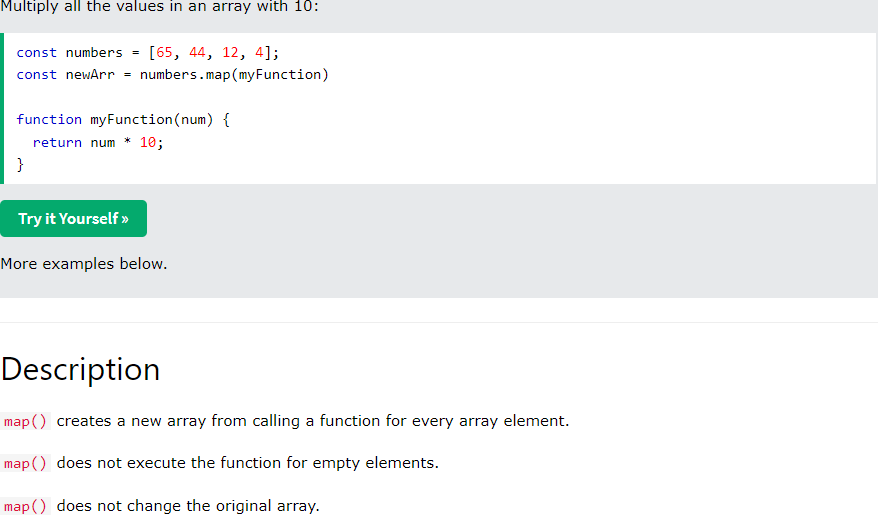 Multiply all the values in an array with 10:
const numbers = [65, 44, 12, 4];
const newArr = numbers.map(myFunction)
function myFunction(num) {
  return num * 10;
}
Try it Yourself »
More examples below.
Description
map() creates a new array from calling a function for every array element.
map() does not execute the function for empty elements.
map() does not change the original array.